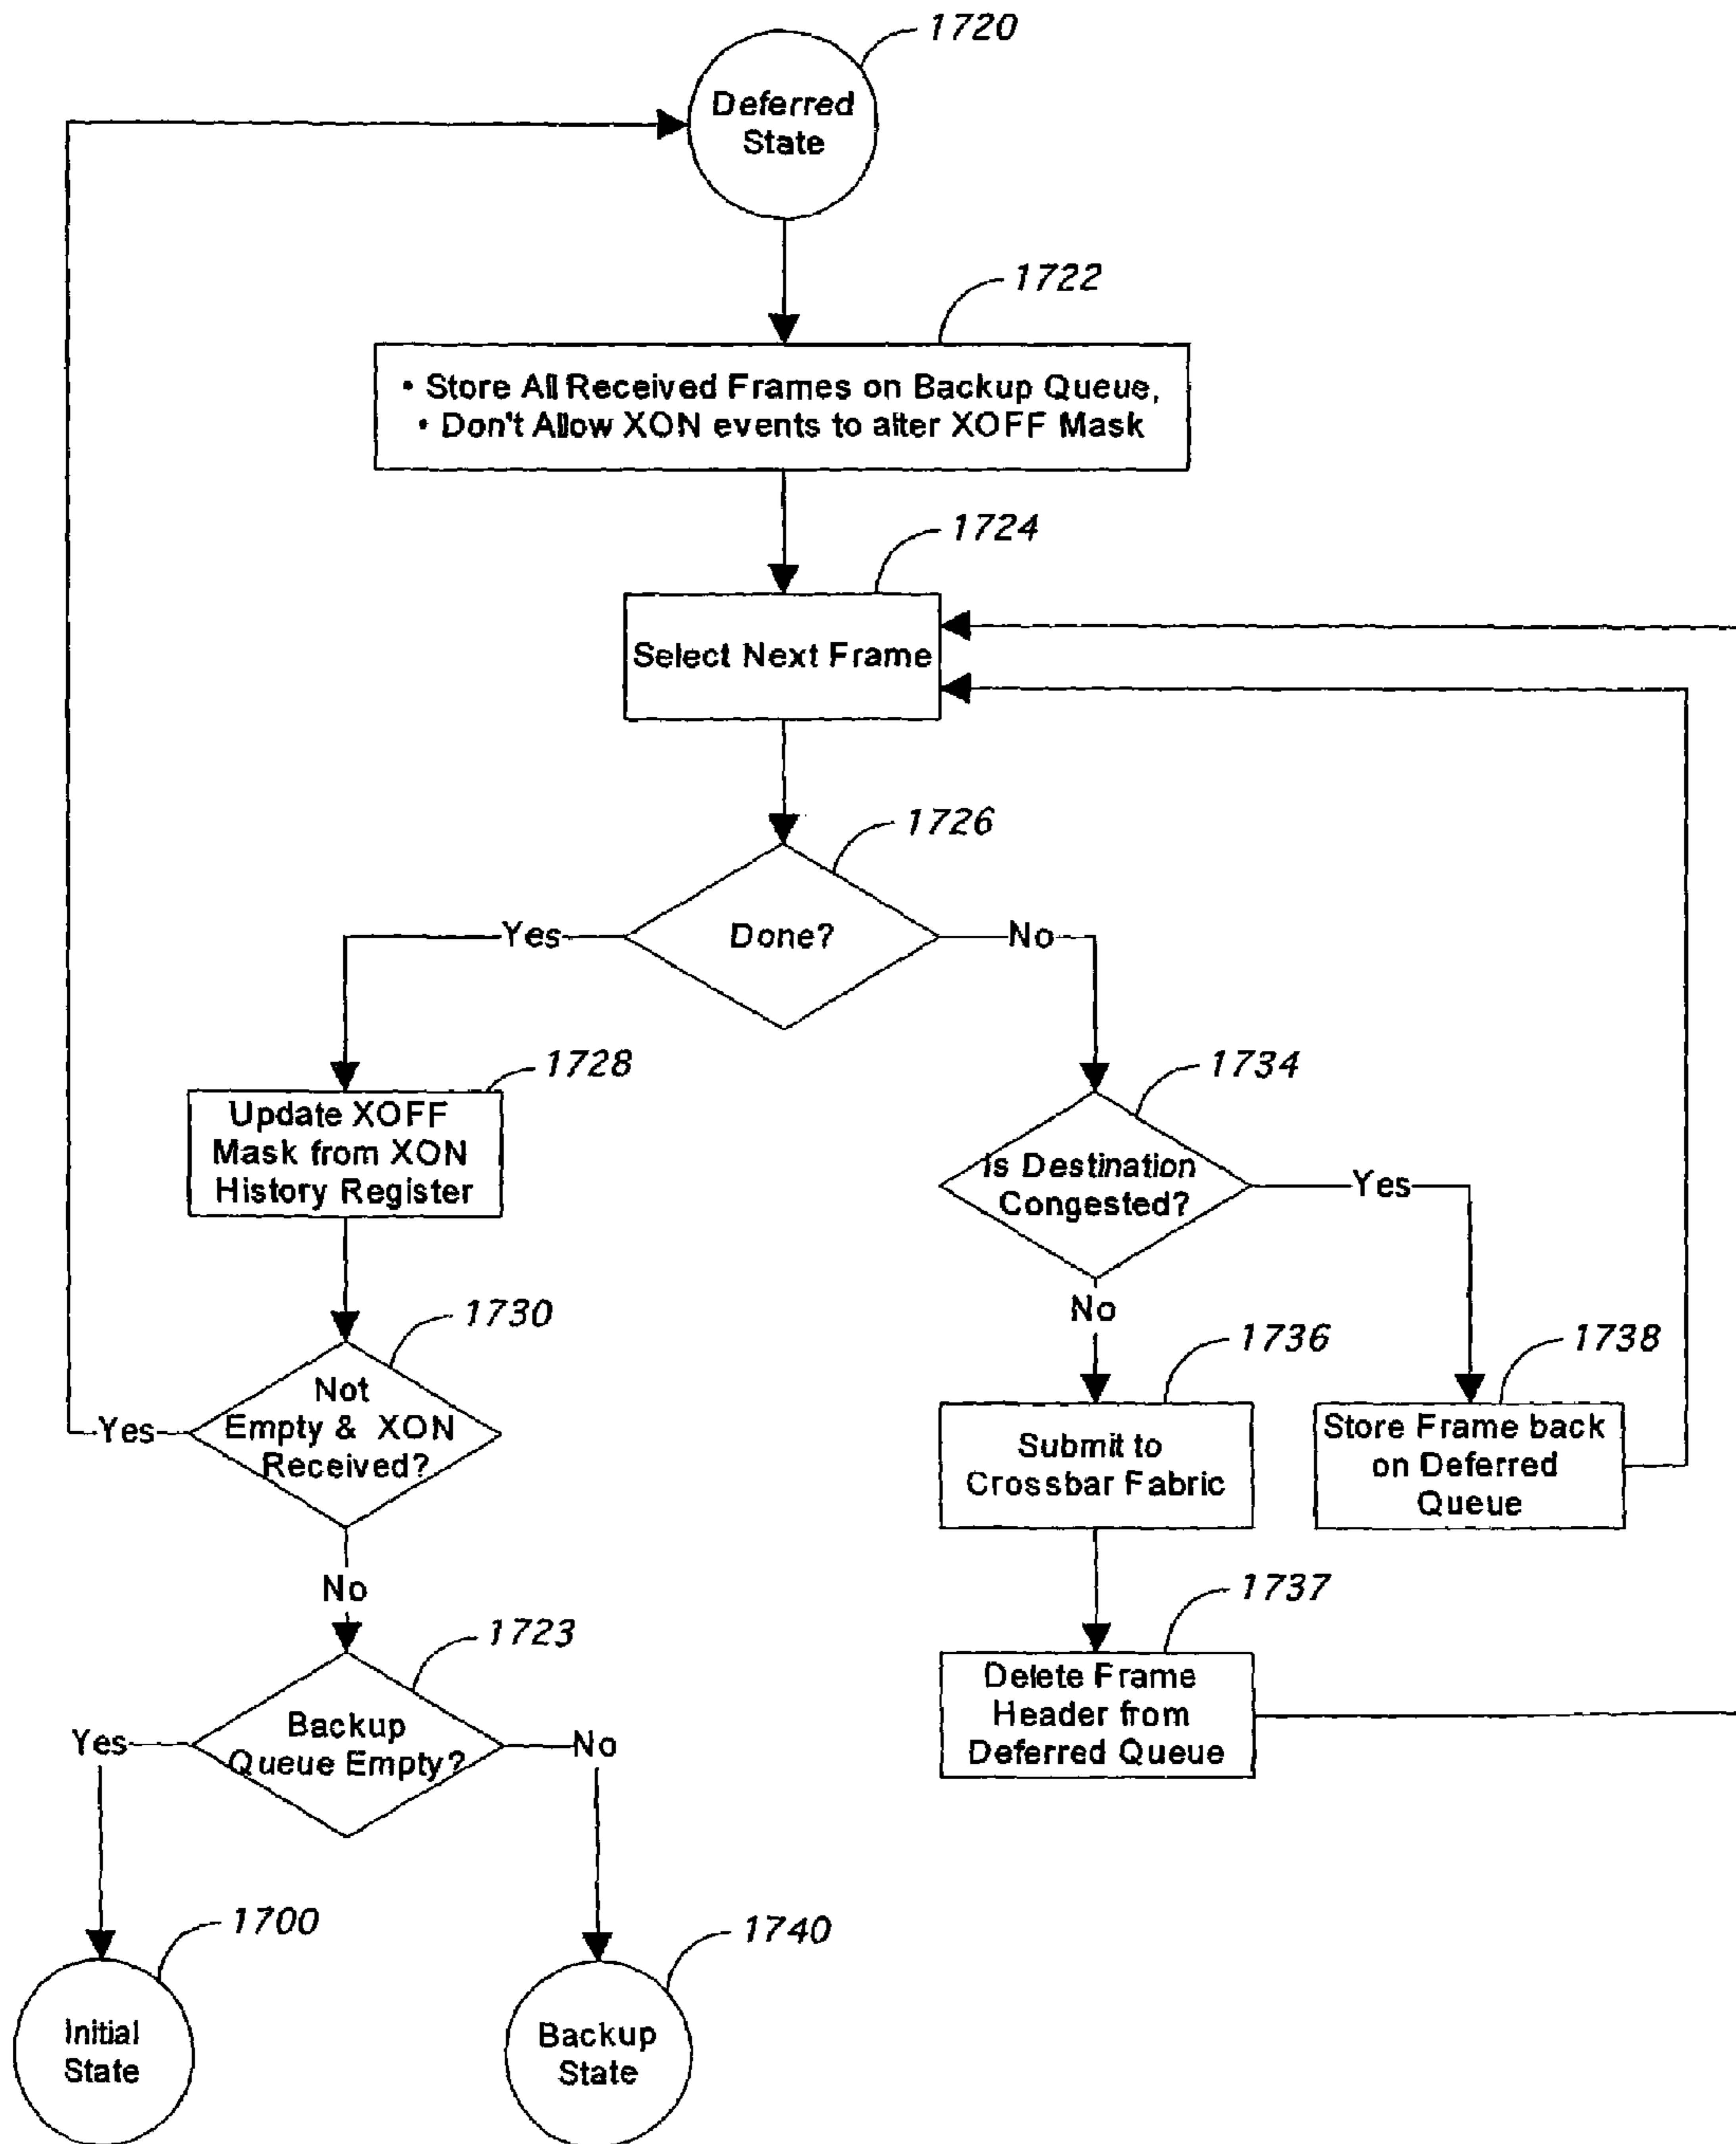 1720
Deferred
State
1722
• Store All Received Frames on Backup Queue,
• Don't Allow XON events to alter XOFF Mask
1724
Select Next Frame
1726
Done?
Yes
No
1728
Update XOFF
Mask from XON
History Register
1734
Is Destination
Congested?
Yes
No
1730
Not
Empty & XON
Received?
Yes
No
1736
Submit to
Crossbar Fabric
1738
Store Frame back
on Deferred
Queue
1737
Delete Frame
Header from
Deferred Queue
1723
Backup
Queue Empty?
Yes
No
1700
Initial
State
1740
Backup
State